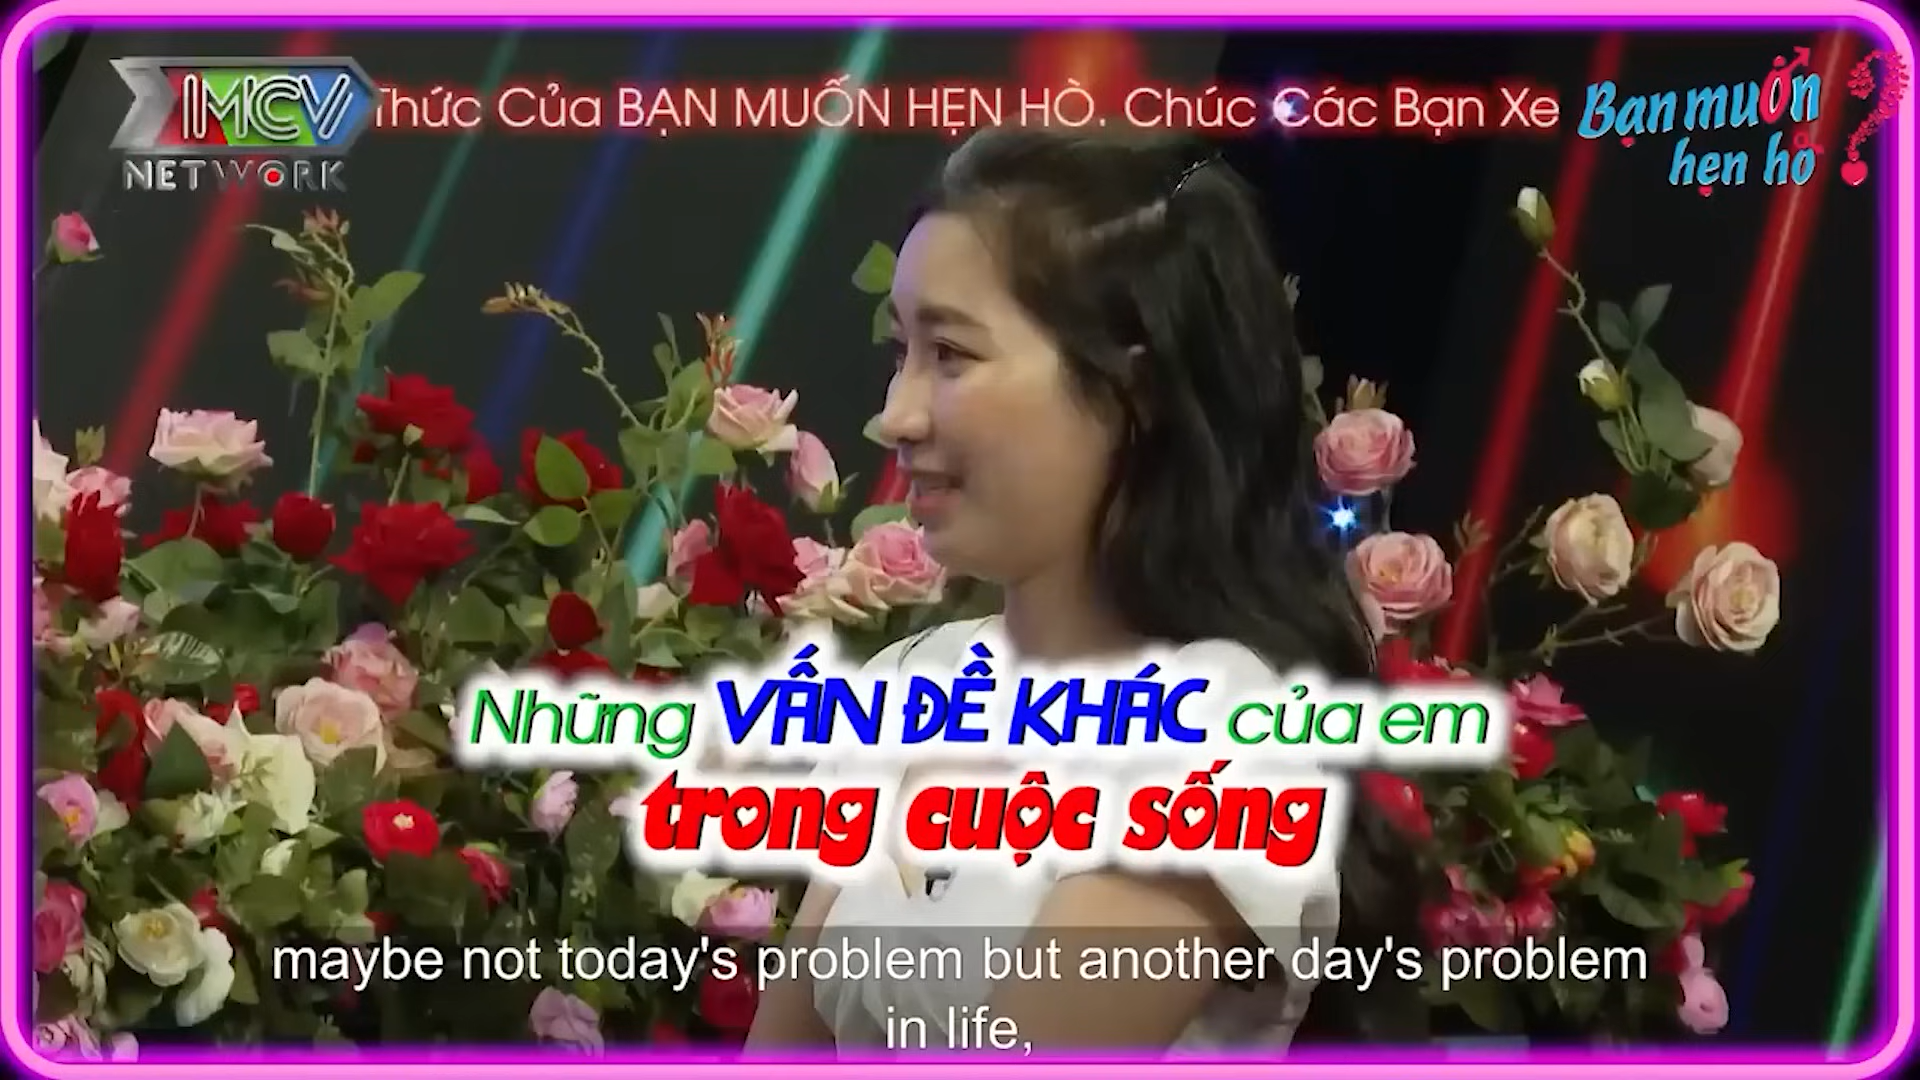 MCV
NETWORK
Thức Của BẠN MUỐN HẸN HÒ. Chúc Các Bạn Xe
Bạn muốn
hẹn hò
?
Những VẤN ĐỀ KHÁC của em
trong cuộc sống
maybe not today's problem but another day's problem
in life,